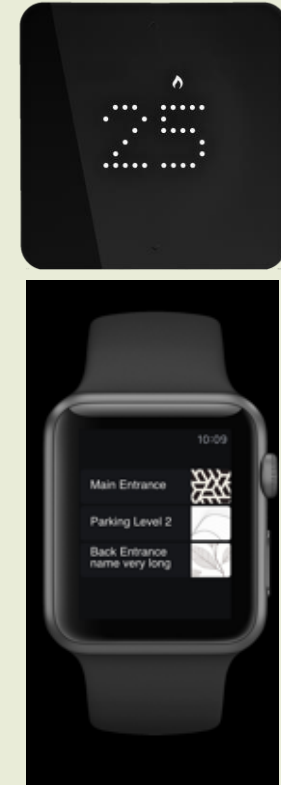 25
10:09
Main Entrance
Parking Level 2
Back Entrance
name very long